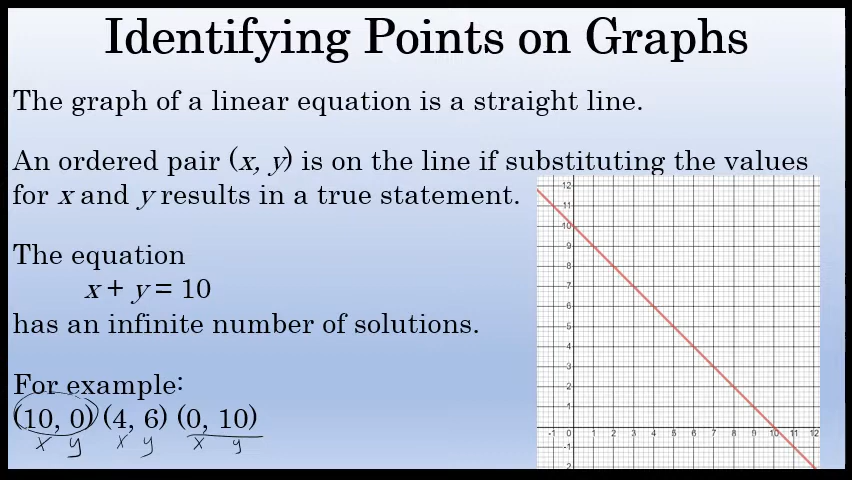 Identifying Points on Graphs
The graph of a linear equation is a straight line.
An ordered pair (x, y) is on the line if substituting the values
for x and y results in a true statement.
The equation
x + y = 10
has an infinite number of solutions.
For example:
(10, 0) (4, 6) (0, 10)
x y x y x y
12
11
10
9
8
7
6
5
4
3
2
1
-1 0 1 2 3 4 5 6 7 8 9 10 11 12
-1
2